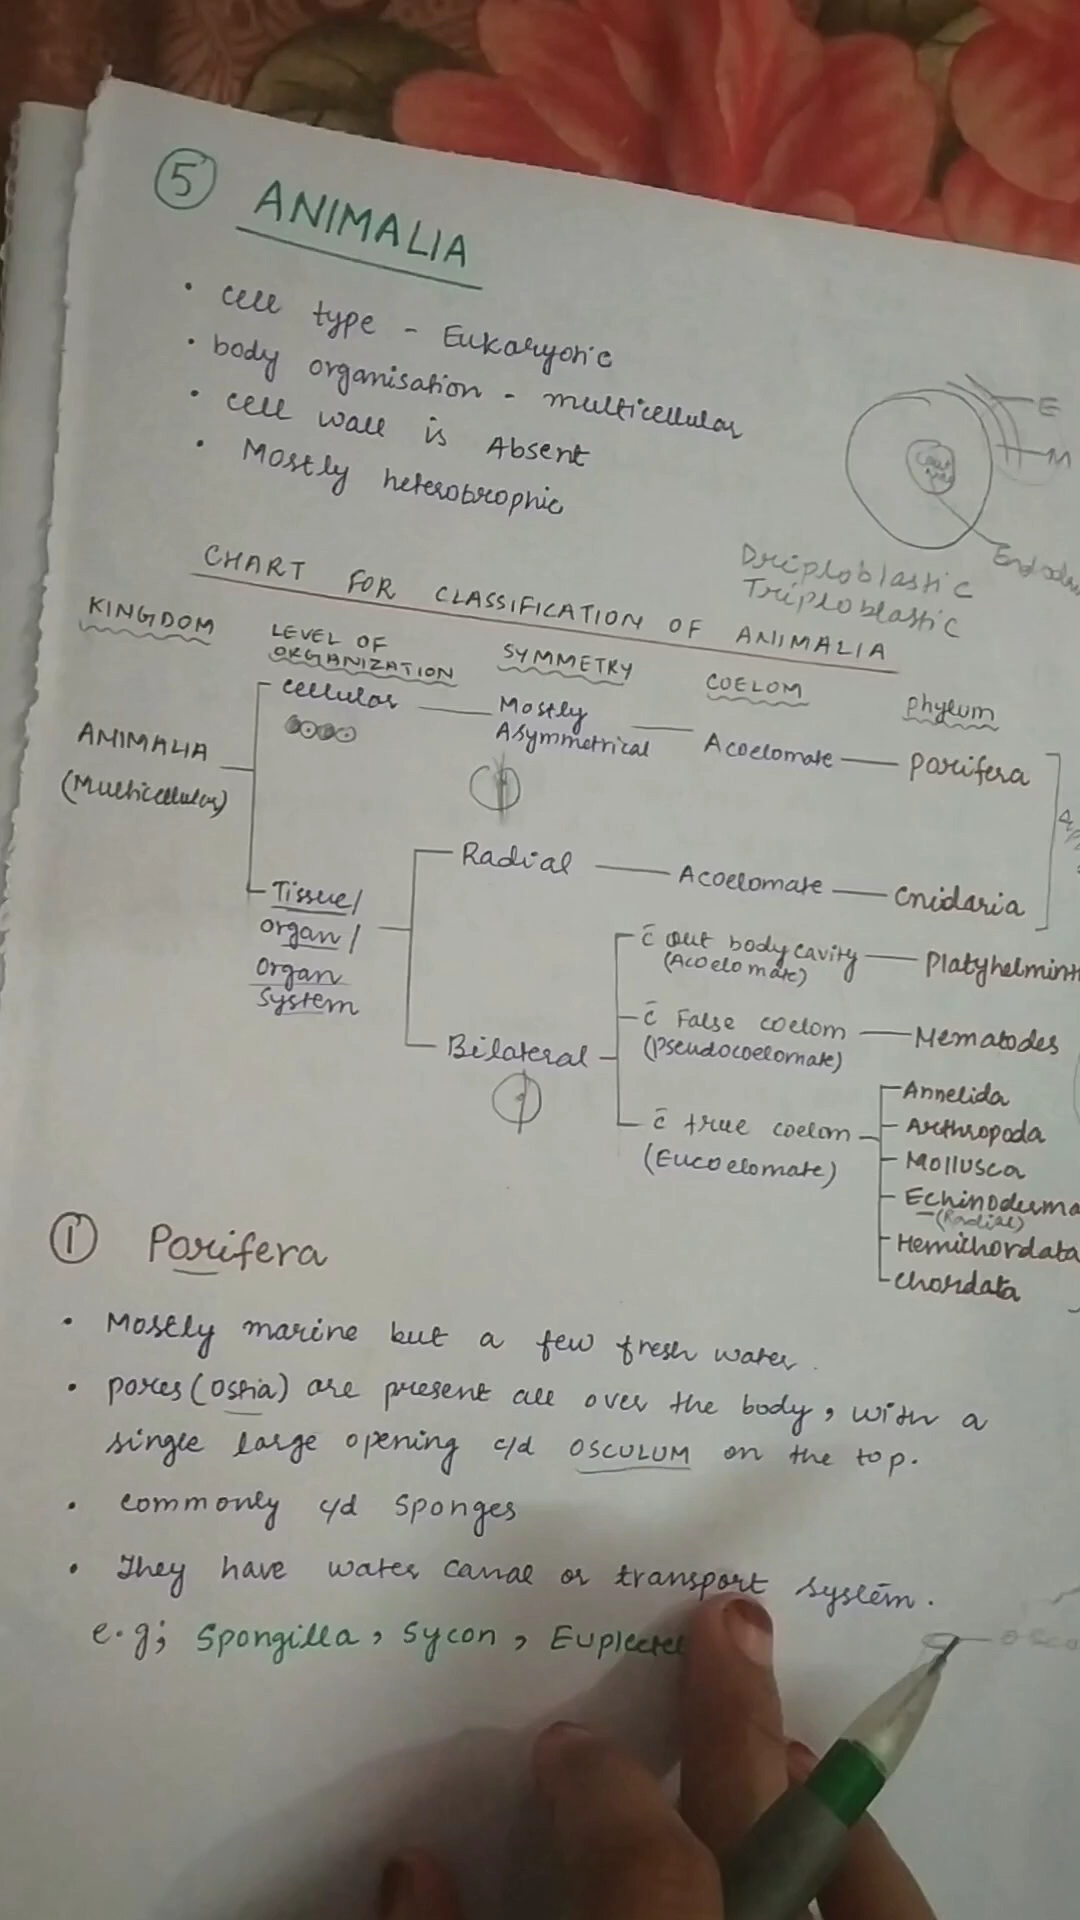 5 ANIMALIA
• cell type - Eukaryotic
• body organisation - multicellular
• cell wall is Absent
• Mostly heterotrophic
E
M
Driploblastic
Triploblastic
CHART FOR CLASSIFICATION OF ANIMALIA
KINGDOM
LEVEL OF
ORGANIZATION
SYMMETRY
COELOM
phylum
ANIMALIA
(Multicellular)
cellular
Mostly
Asymmetrical
Acoelomate
porifera
Tissue/
organ/
organ
system
Radial
Acoelomate
Cnidaria
Bilateral
c̄ out body cavity
(Acoelomate)
Platyhelmint
c̄ False coelom
(Pseudocoelomate)
Nematodes
c̄ true coelom
(Eucoelomate)
Annelida
Arthropoda
Mollusca
Echinoderma
(Radial)
Hemichordata
chordata
1 Porifera
• Mostly marine but a few fresh water.
• pores (ostia) are present all over the body, with a
single large opening c/d OSCULUM on the top.
• commonly c/d sponges
• They have water canal or transport system.
e.g; Spongilla, Sycon, Euplectel